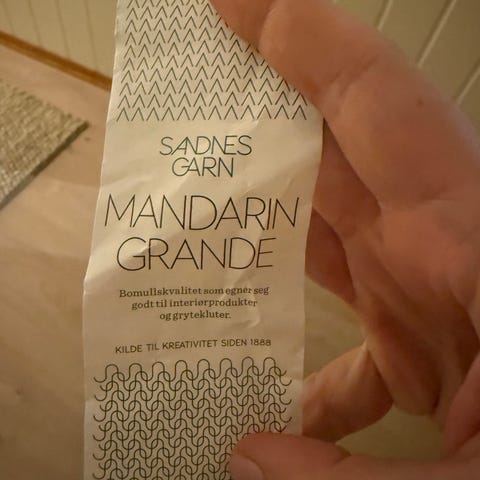 SANDNES
GARN
MANDARIN
GRANDE
Bomullskvalitet som egner seg
godt til interiørprodukter
og grytekluter.
KILDE TIL KREATIVITET SIDEN 1888